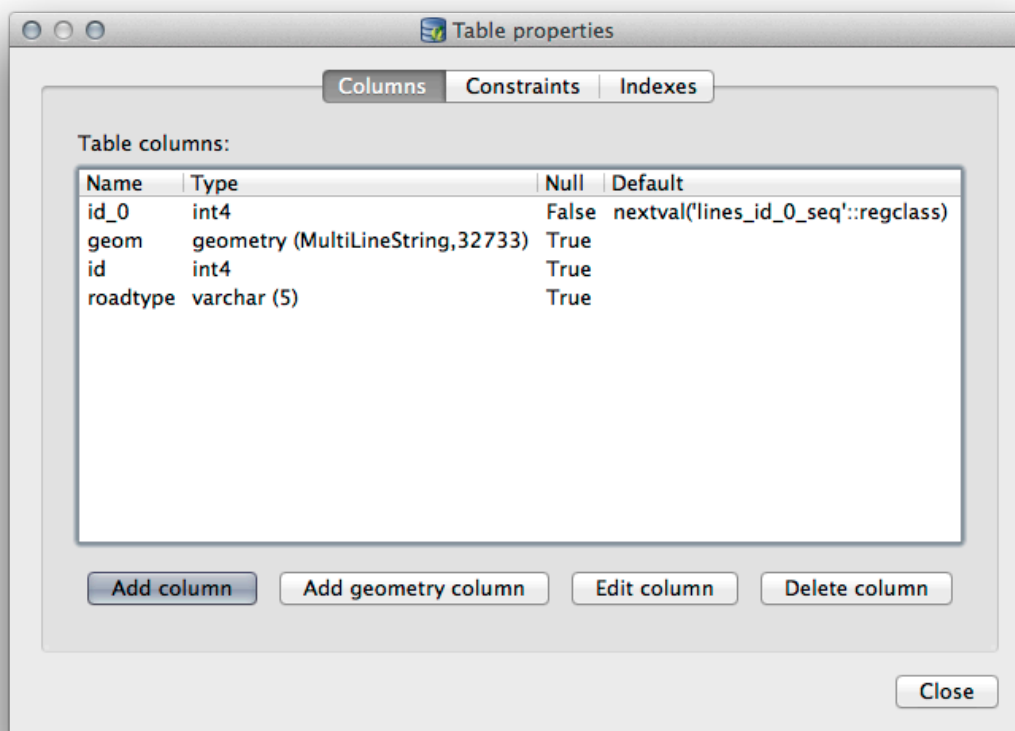 Table properties
Columns Constraints Indexes
Table columns:
Name Type Null Default
id_0 int4 False nextval('lines_id_0_seq'::regclass)
geom geometry (MultiLineString,32733) True
id int4 True
roadtype varchar (5) True
Add column Add geometry column Edit column Delete column
Close